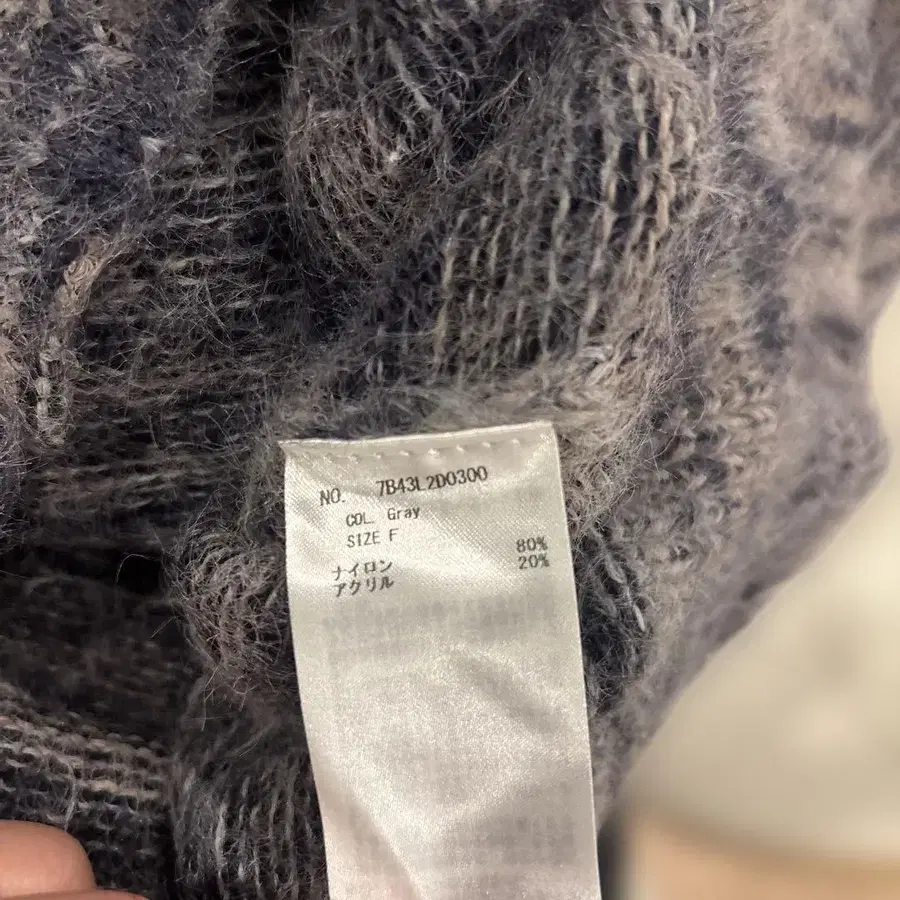 NO. 7B43L2D0300
COL. Gray
SIZE F
ナイロン 80%
アクリル 20%